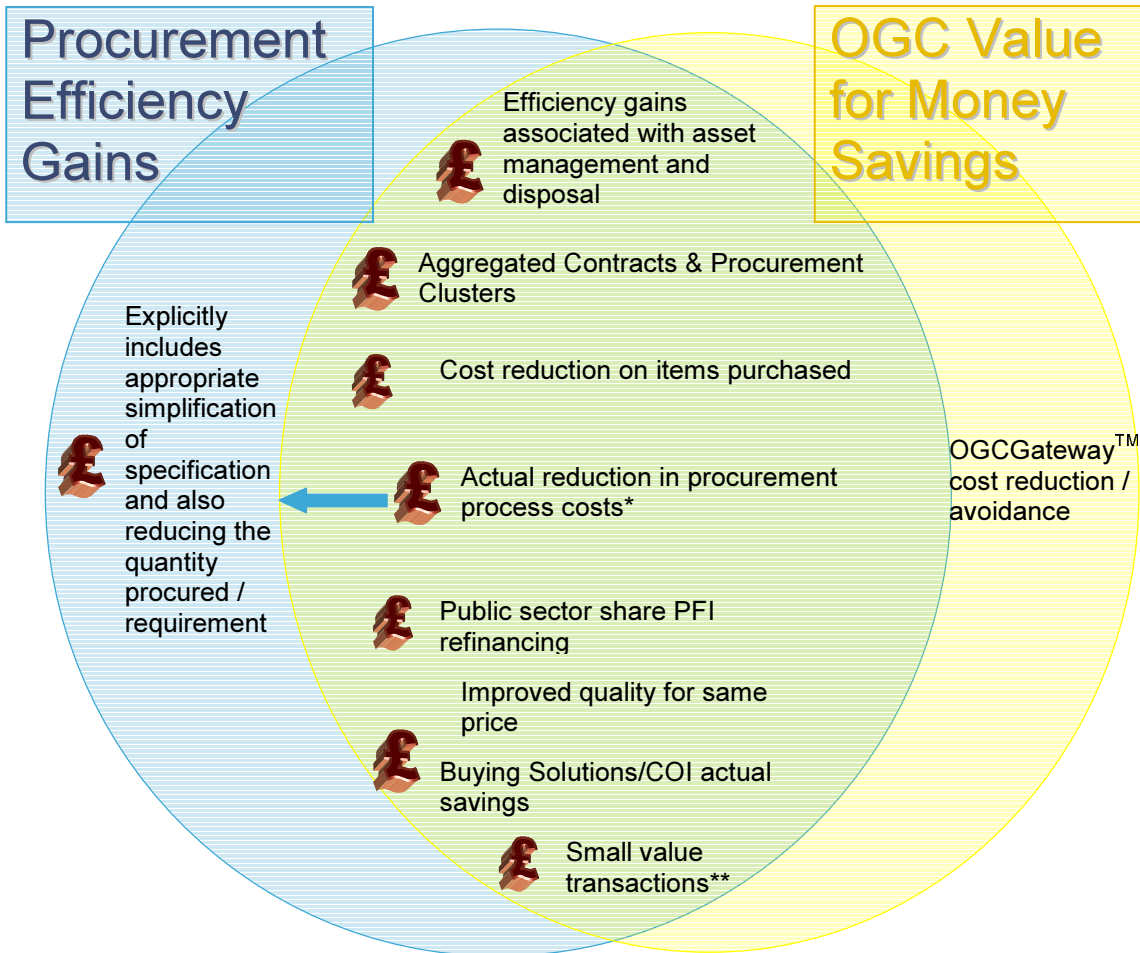 Procurement
Efficiency
Gains
OGC Value
for Money
Savings
Efficiency gains
associated with asset
management and
disposal
Aggregated Contracts & Procurement
Clusters
Explicitly
includes
appropriate
simplification
of
specification
and also
reducing the
quantity
procured /
requirement
Cost reduction on items purchased
Actual reduction in procurement
process costs*
OGCGateway™
cost reduction /
avoidance
Public sector share PFI
refinancing
Improved quality for same
price
Buying Solutions/COI actual
savings
Small value
transactions**
£
£
£
£
£
£
£
£